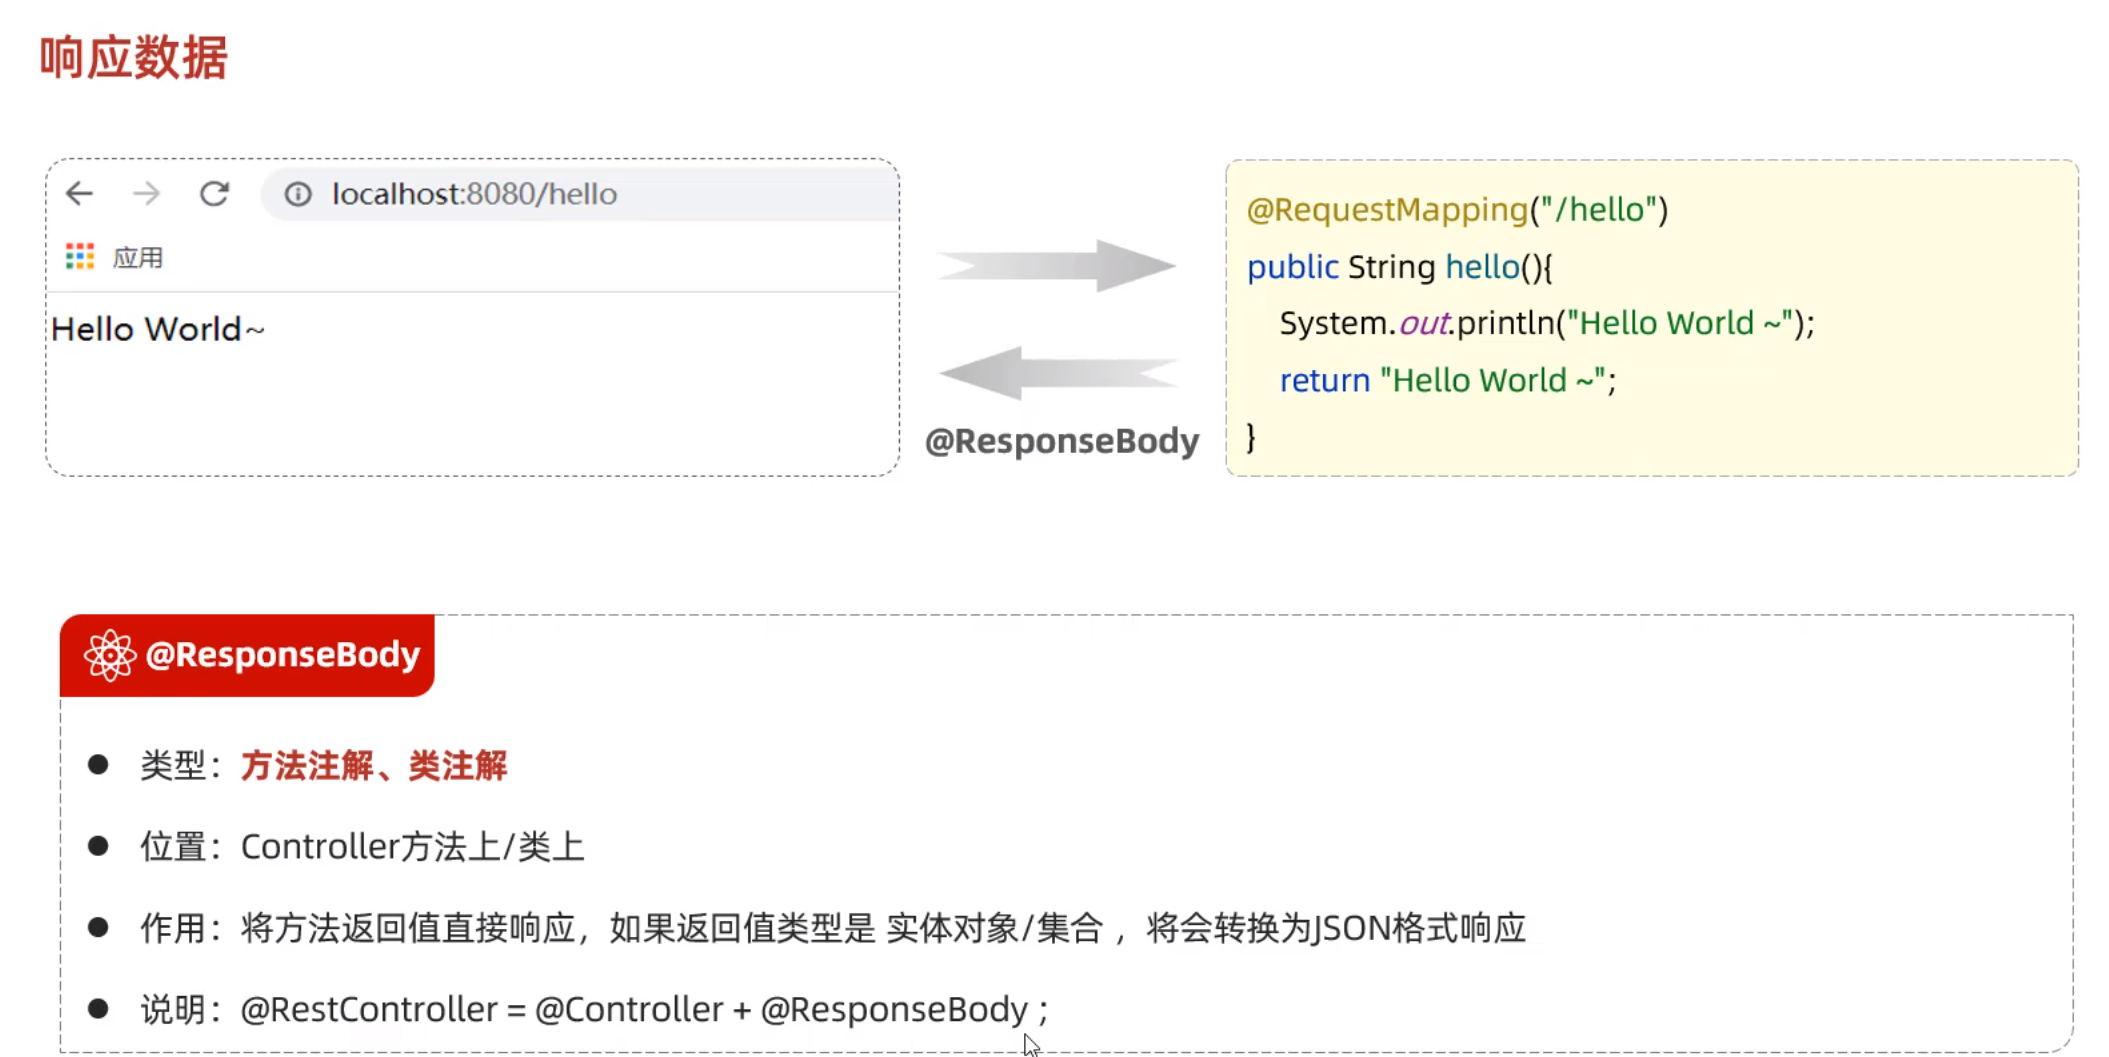 响应数据
localhost:8080/hello
应用
Hello World~
@ResponseBody
@RequestMapping("/hello")
public String hello(){
System.out.println("Hello World ~");
return "Hello World ~";
}
@ResponseBody
● 类型：方法注解、类注解
● 位置：Controller方法上/类上
● 作用：将方法返回值直接响应，如果返回值类型是 实体对象/集合 ，将会转换为JSON格式响应
● 说明：@RestController = @Controller + @ResponseBody ;